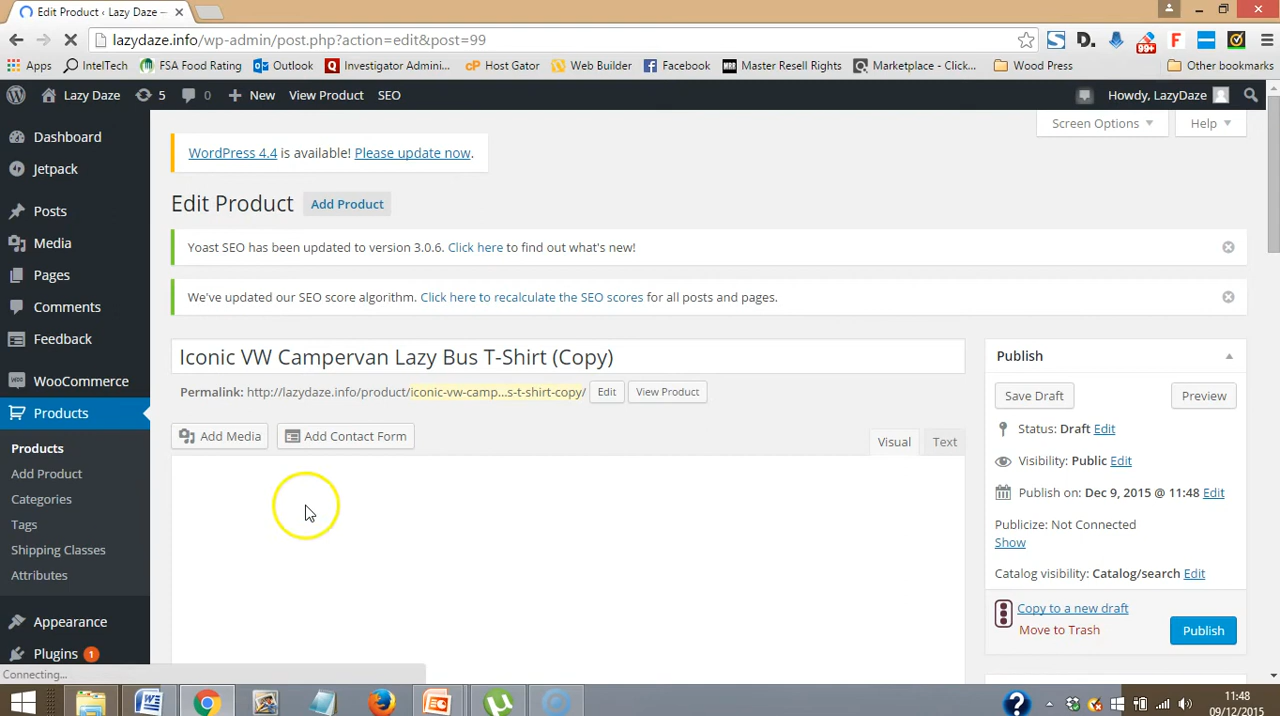 Edit Product ‹ Lazy Daze —
lazydaze.info/wp-admin/post.php?action=edit&post=99
Apps IntelTech FSA Food Rating Outlook Investigator Admini... Host Gator Web Builder Facebook Master Resell Rights Marketplace - Click... Wood Press Other bookmarks
99+
Lazy Daze 5 0 New View Product SEO Howdy, LazyDaze
Screen Options Help
Dashboard
Jetpack
Posts
Media
Pages
Comments
Feedback
WooCommerce
Products
Products
Add Product
Categories
Tags
Shipping Classes
Attributes
Appearance
Plugins 1
WordPress 4.4 is available! Please update now.
Edit Product Add Product
Yoast SEO has been updated to version 3.0.6. Click here to find out what's new!
We've updated our SEO score algorithm. Click here to recalculate the SEO scores for all posts and pages.
Iconic VW Campervan Lazy Bus T-Shirt (Copy)
Permalink: http://lazydaze.info/product/iconic-vw-camp...s-t-shirt-copy/ Edit View Product
Add Media Add Contact Form
Visual Text
Publish
Save Draft Preview
Status: Draft Edit
Visibility: Public Edit
Publish on: Dec 9, 2015 @ 11:48 Edit
Publicize: Not Connected
Show
Catalog visibility: Catalog/search Edit
Copy to a new draft
Move to Trash
Publish
Connecting...
11:48
09/12/2015